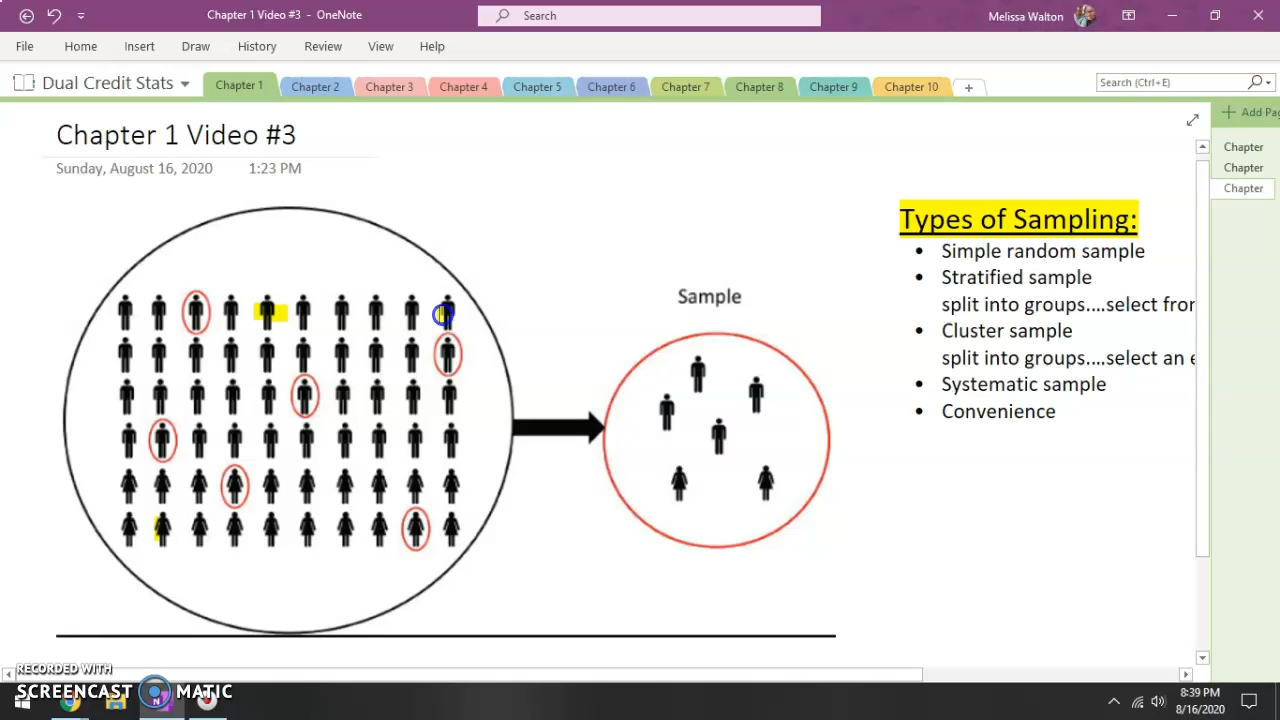 Chapter 1 Video #3 - OneNote
Search
Melissa Walton
File Home Insert Draw History Review View Help
Dual Credit Stats
Chapter 1 Chapter 2 Chapter 3 Chapter 4 Chapter 5 Chapter 6 Chapter 7 Chapter 8 Chapter 9 Chapter 10 +
Search (Ctrl+E)
Chapter 1 Video #3
Sunday, August 16, 2020 1:23 PM
Add Pag
Chapter
Chapter
Chapter
Types of Sampling:
• Simple random sample
• Stratified sample
split into groups....select from
• Cluster sample
split into groups....select an e
• Systematic sample
• Convenience
Sample
RECORDED WITH
SCREENCAST MATIC
8:39 PM
8/16/2020